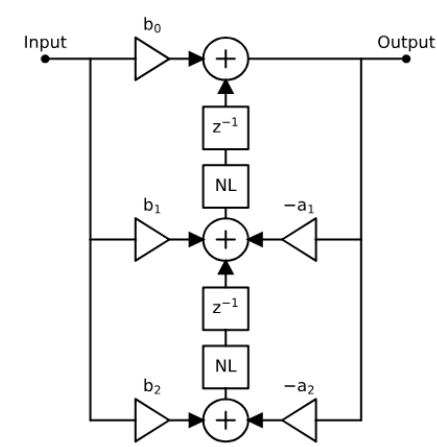 b₀
Input
Output
+
z⁻¹
NL
b₁
−a₁
+
z⁻¹
NL
b₂
−a₂
+